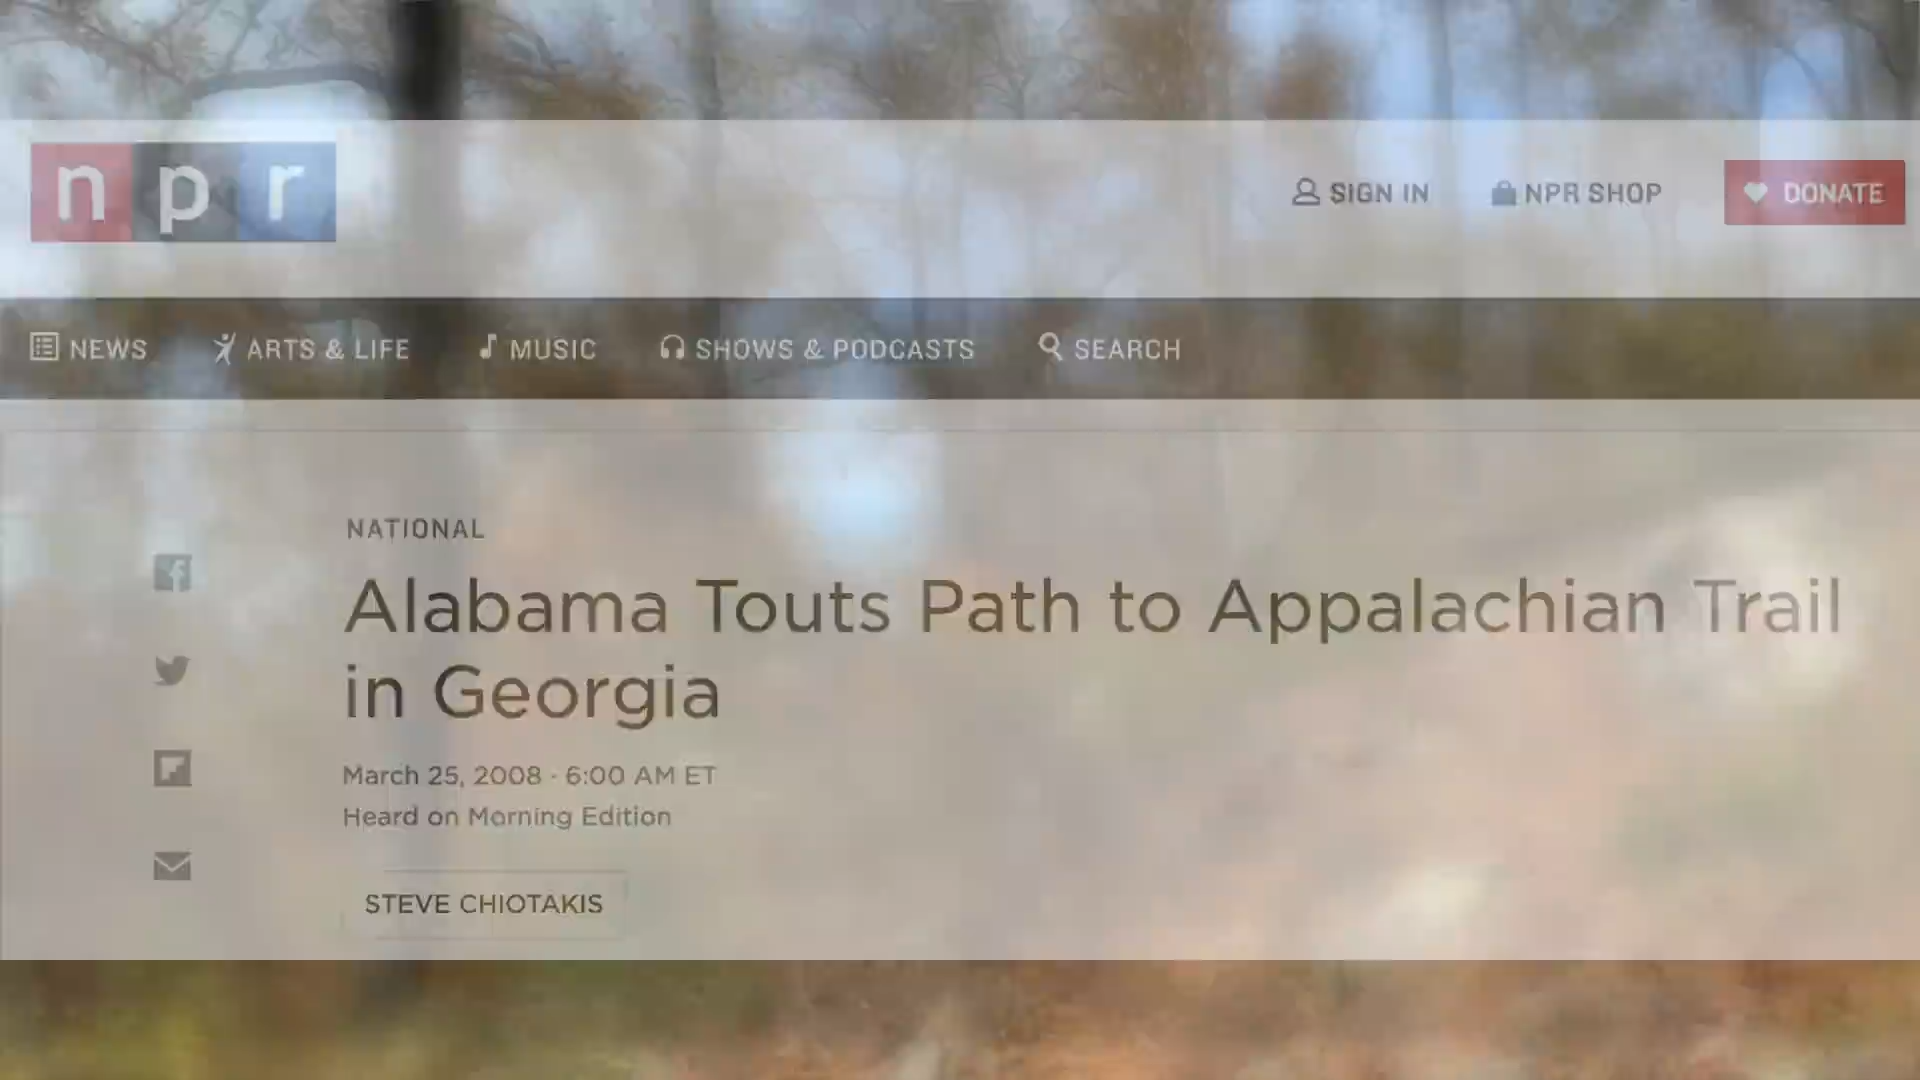 npr
SIGN IN
NPR SHOP
DONATE
NEWS
ARTS & LIFE
MUSIC
SHOWS & PODCASTS
SEARCH
NATIONAL
Alabama Touts Path to Appalachian Trail
in Georgia
March 25, 2008 · 6:00 AM ET
Heard on Morning Edition
STEVE CHIOTAKIS